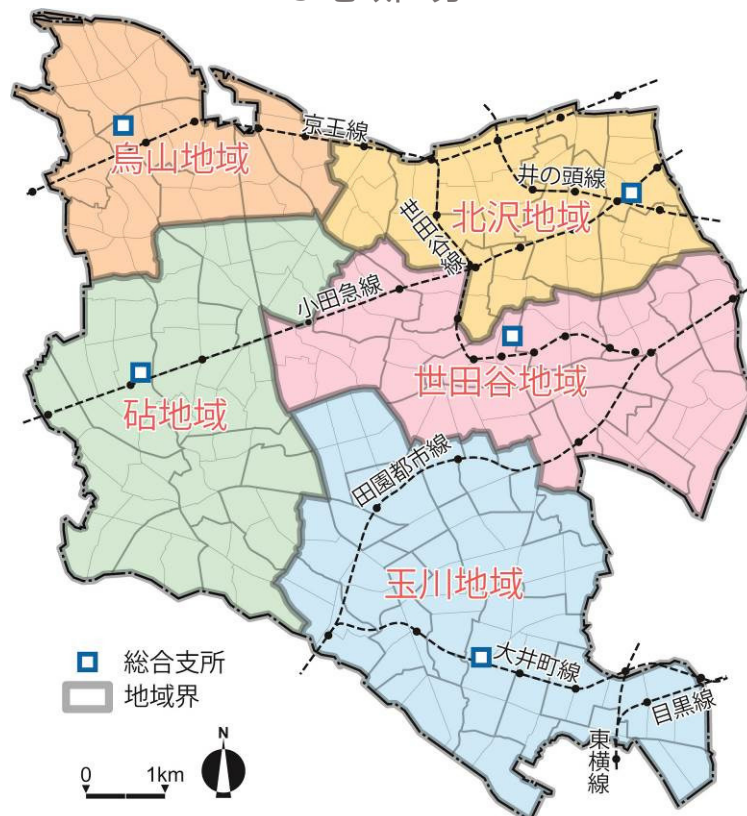 京王線
烏山地域
井の頭線
北沢地域
世田谷線
小田急線
世田谷地域
砧地域
田園都市線
玉川地域
総合支所
大井町線
地域界
目黒線
東横線
N
0 1km